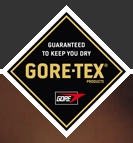 GUARANTEED
TO KEEP YOU DRY
GORE-TEX®
PRODUCTS
GORE